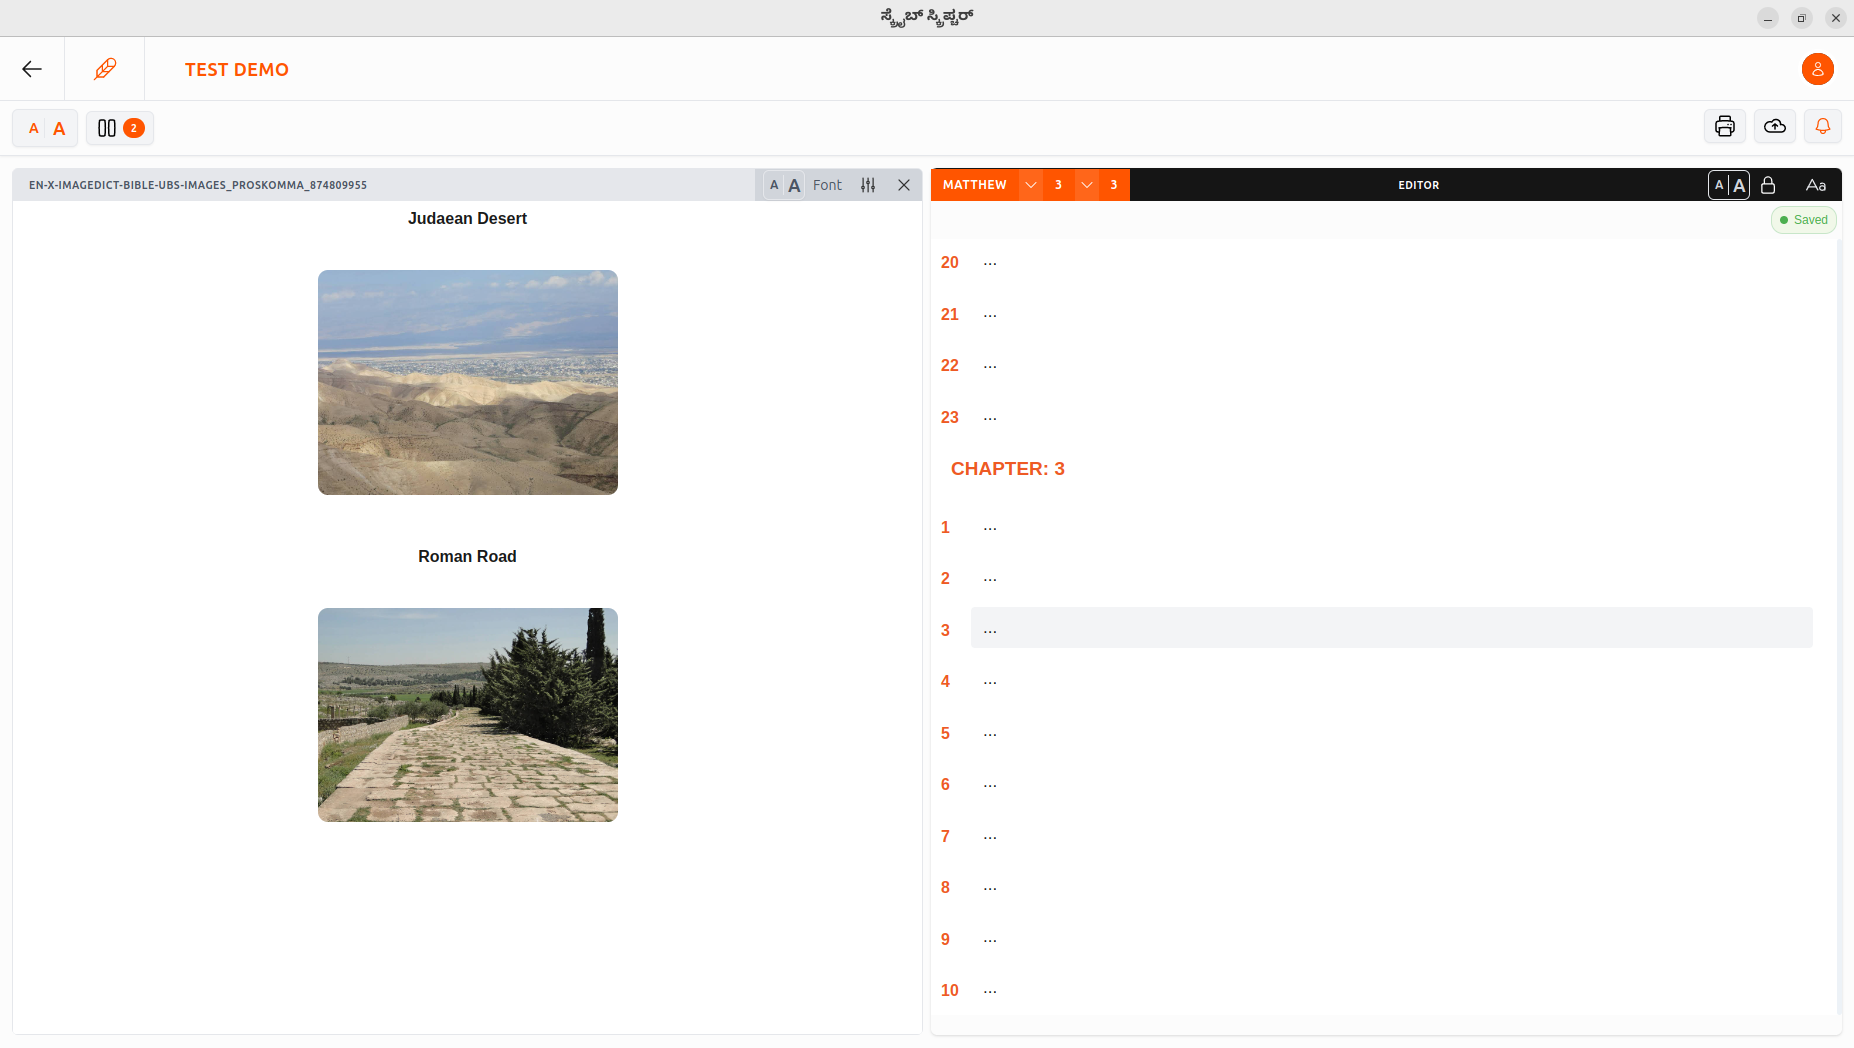 ಸ್ಕ್ರೈಬ್ ಸ್ಕ್ರಿಪ್ಚರ್
TEST DEMO
A A
2
EN-X-IMAGEDICT-BIBLE-UBS-IMAGES_PROSKOMMA_874809955
A A Font
Judaean Desert
Roman Road
MATTHEW 3 3
EDITOR
A A
Aa
Saved
20 ...
21 ...
22 ...
23 ...
CHAPTER: 3
1 ...
2 ...
3 ...
4 ...
5 ...
6 ...
7 ...
8 ...
9 ...
10 ...